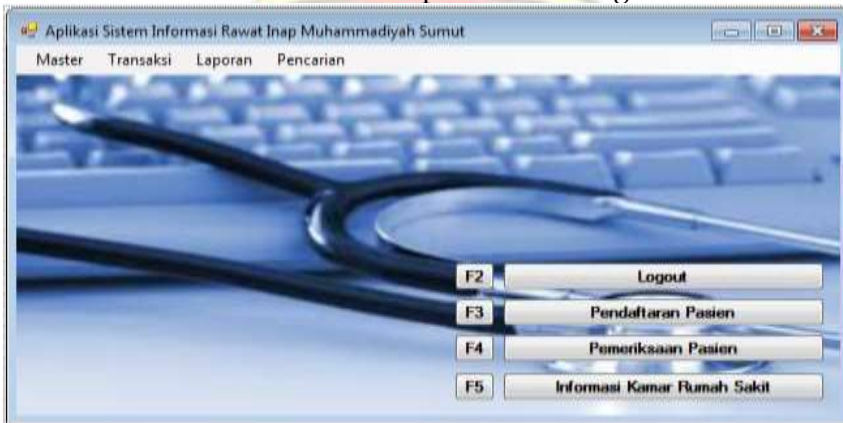 Aplikasi Sistem Informasi Rawat Inap Muhammadiyah Sumut
Master Transaksi Laporan Pencarian
F2 Logout
F3 Pendaftaran Pasien
F4 Pemeriksaan Pasien
F5 Informasi Kamar Rumah Sakit